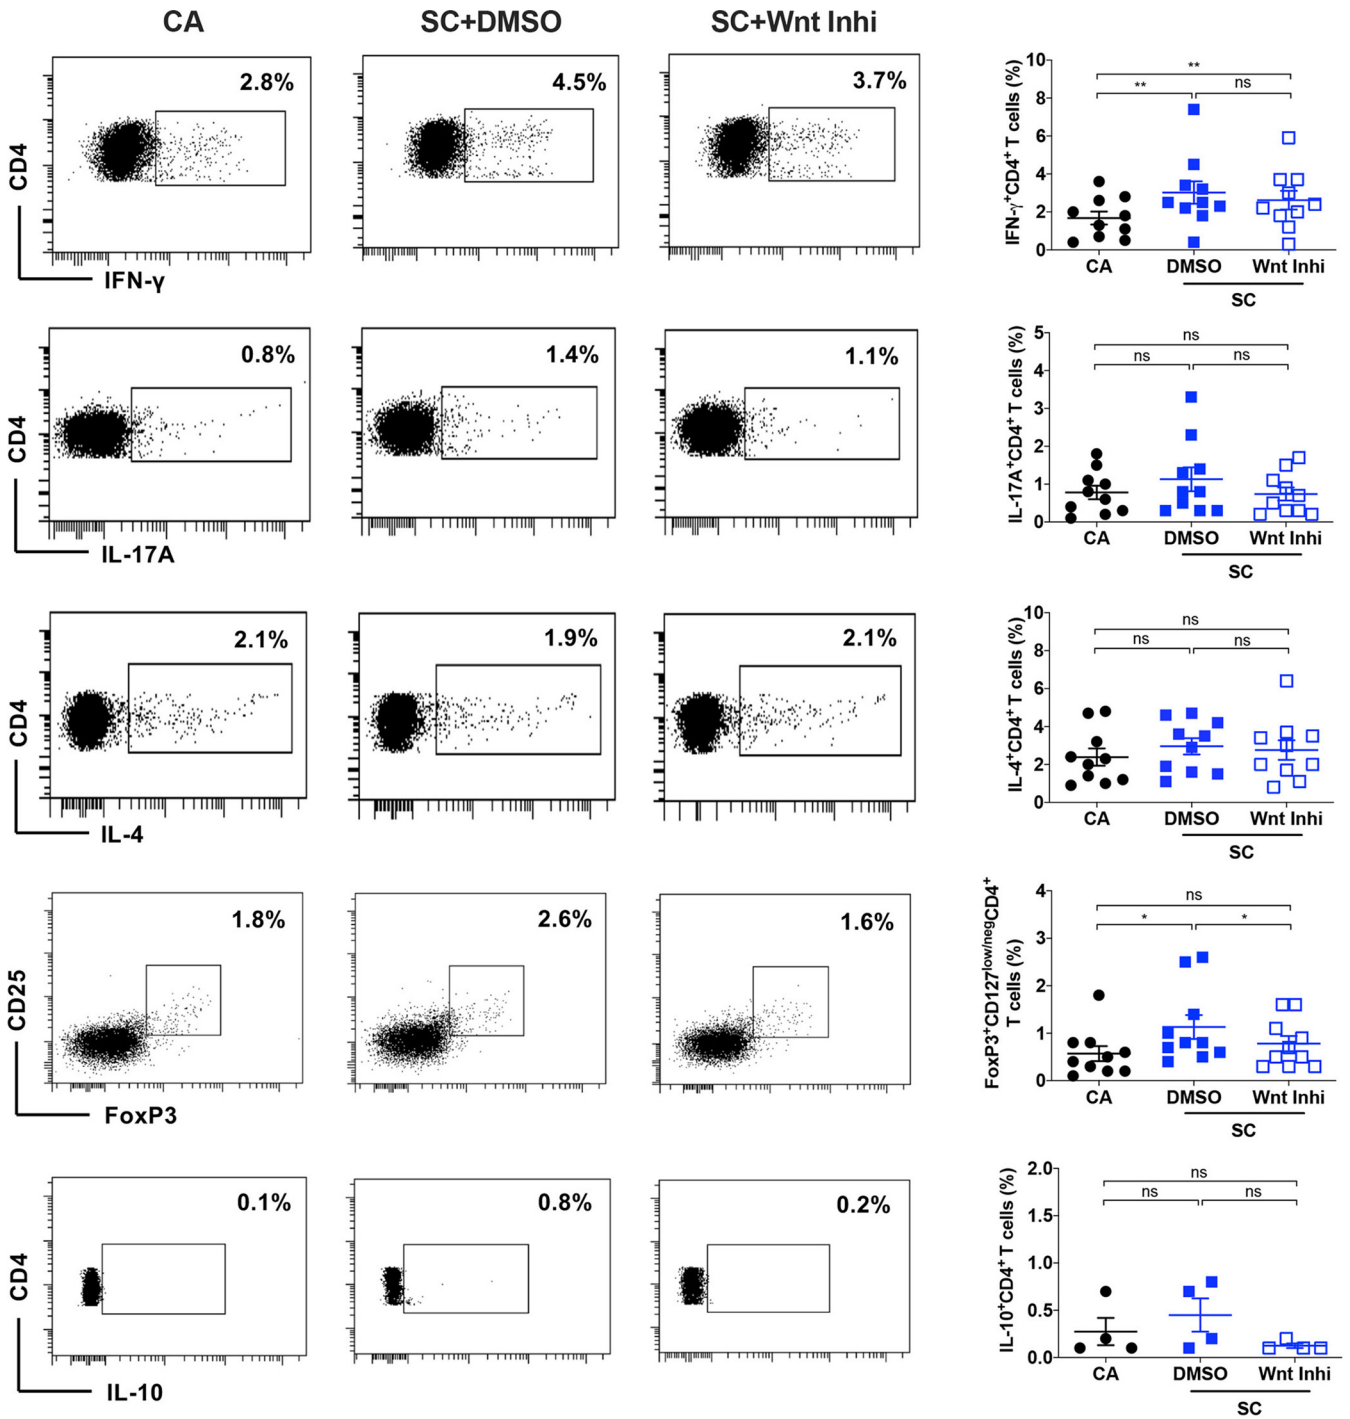 CA SC+DMSO SC+Wnt Inhi
2.8% 4.5% 3.7%
CD4
IFN-γ
IFN-γ⁺CD4⁺ T cells (%)
10
8
6
4
2
0
**
** ns
CA DMSO Wnt Inhi
SC
0.8% 1.4% 1.1%
CD4
IL-17A
IL-17A⁺CD4⁺ T cells (%)
5
4
3
2
1
0
ns
ns ns
CA DMSO Wnt Inhi
SC
2.1% 1.9% 2.1%
CD4
IL-4
IL-4⁺CD4⁺ T cells (%)
10
8
6
4
2
0
ns
ns ns
CA DMSO Wnt Inhi
SC
1.8% 2.6% 1.6%
CD25
FoxP3
FoxP3⁺CD127low/negCD4⁺
T cells (%)
4
3
2
1
0
ns
* *
CA DMSO Wnt Inhi
SC
0.1% 0.8% 0.2%
CD4
IL-10
IL-10⁺CD4⁺ T cells (%)
2.0
1.5
1.0
0.5
0.0
ns
ns ns
CA DMSO Wnt Inhi
SC